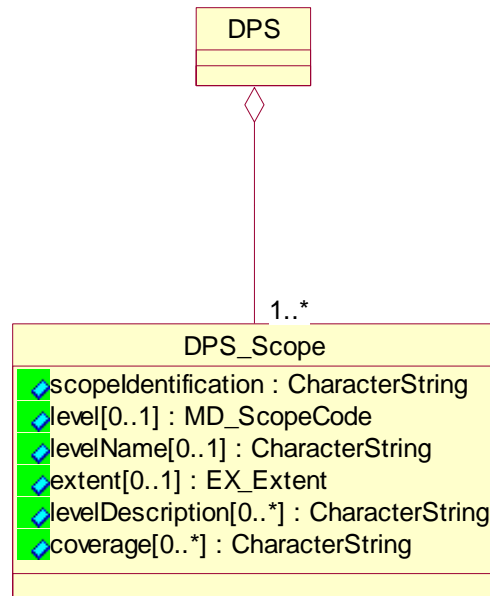 DPS
1..*
DPS_Scope
scopeIdentification : CharacterString
level[0..1] : MD_ScopeCode
levelName[0..1] : CharacterString
extent[0..1] : EX_Extent
levelDescription[0..*] : CharacterString
coverage[0..*] : CharacterString